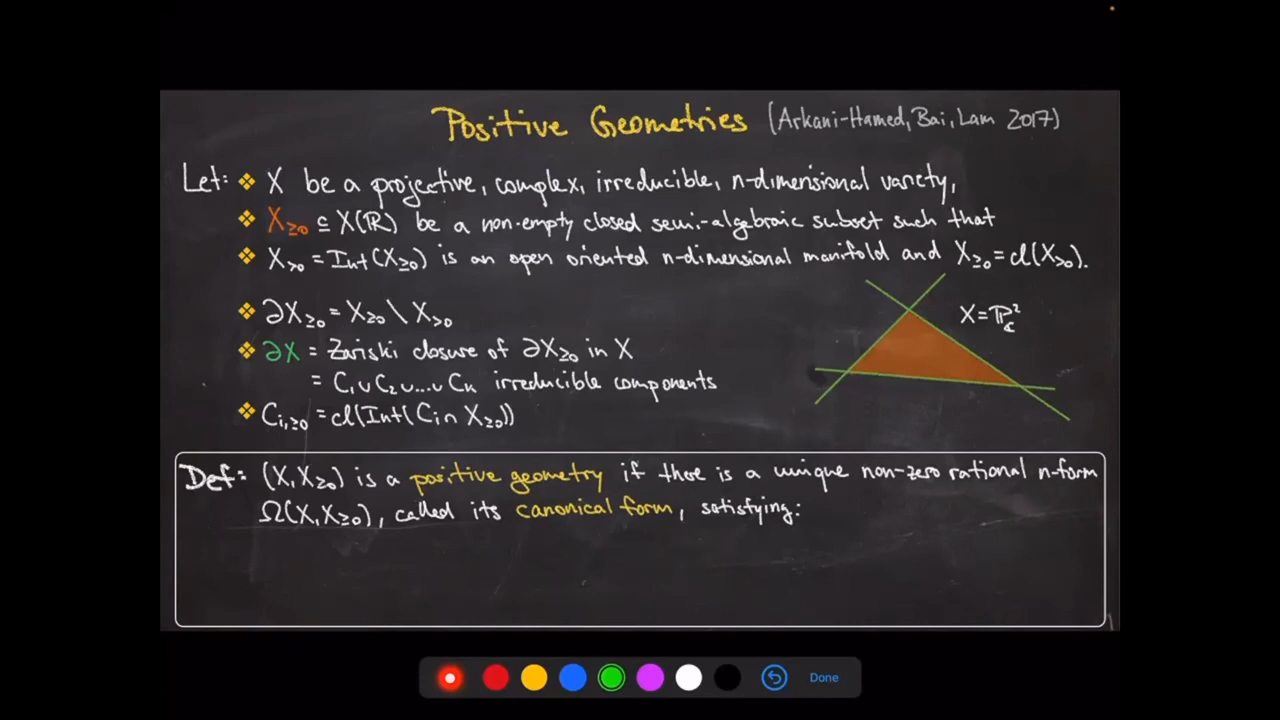 Positive Geometries (Arkani-Hamed, Bai, Lam 2017)
Let: ❖ X be a projective, complex, irreducible, n-dimensional variety,
❖ X≥0 ⊆ X(ℝ) be a non-empty closed semi-algebraic subset such that
❖ X>0 = Int(X≥0) is an open oriented n-dimensional manifold and X≥0 = cl(X>0).
❖ ∂X≥0 = X≥0 \ X>0
X = ℙ²_ℂ
❖ ∂X = Zariski closure of ∂X≥0 in X
= C₁ ∪ C₂ ∪ ... ∪ Cₖ irreducible components
❖ Ci,≥0 = cl(Int(Ci ∩ X≥0))
Def: (X, X≥0) is a positive geometry if there is a unique non-zero rational n-form
Ω(X, X≥0), called its canonical form, satisfying:
Done